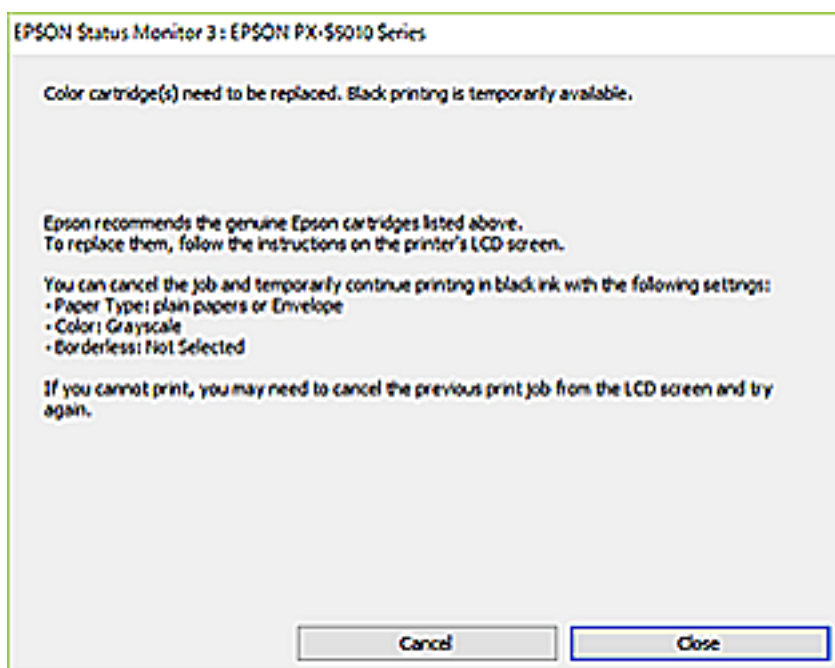 EPSON Status Monitor 3 : EPSON PX-S5010 Series
Color cartridge(s) need to be replaced. Black printing is temporarily available.
Epson recommends the genuine Epson cartridges listed above.
To replace them, follow the instructions on the printer's LCD screen.
You can cancel the job and temporarily continue printing in black ink with the following settings:
• Paper Type: plain papers or Envelope
• Color: Grayscale
• Borderless: Not Selected
If you cannot print, you may need to cancel the previous print job from the LCD screen and try
again.
Cancel
Close